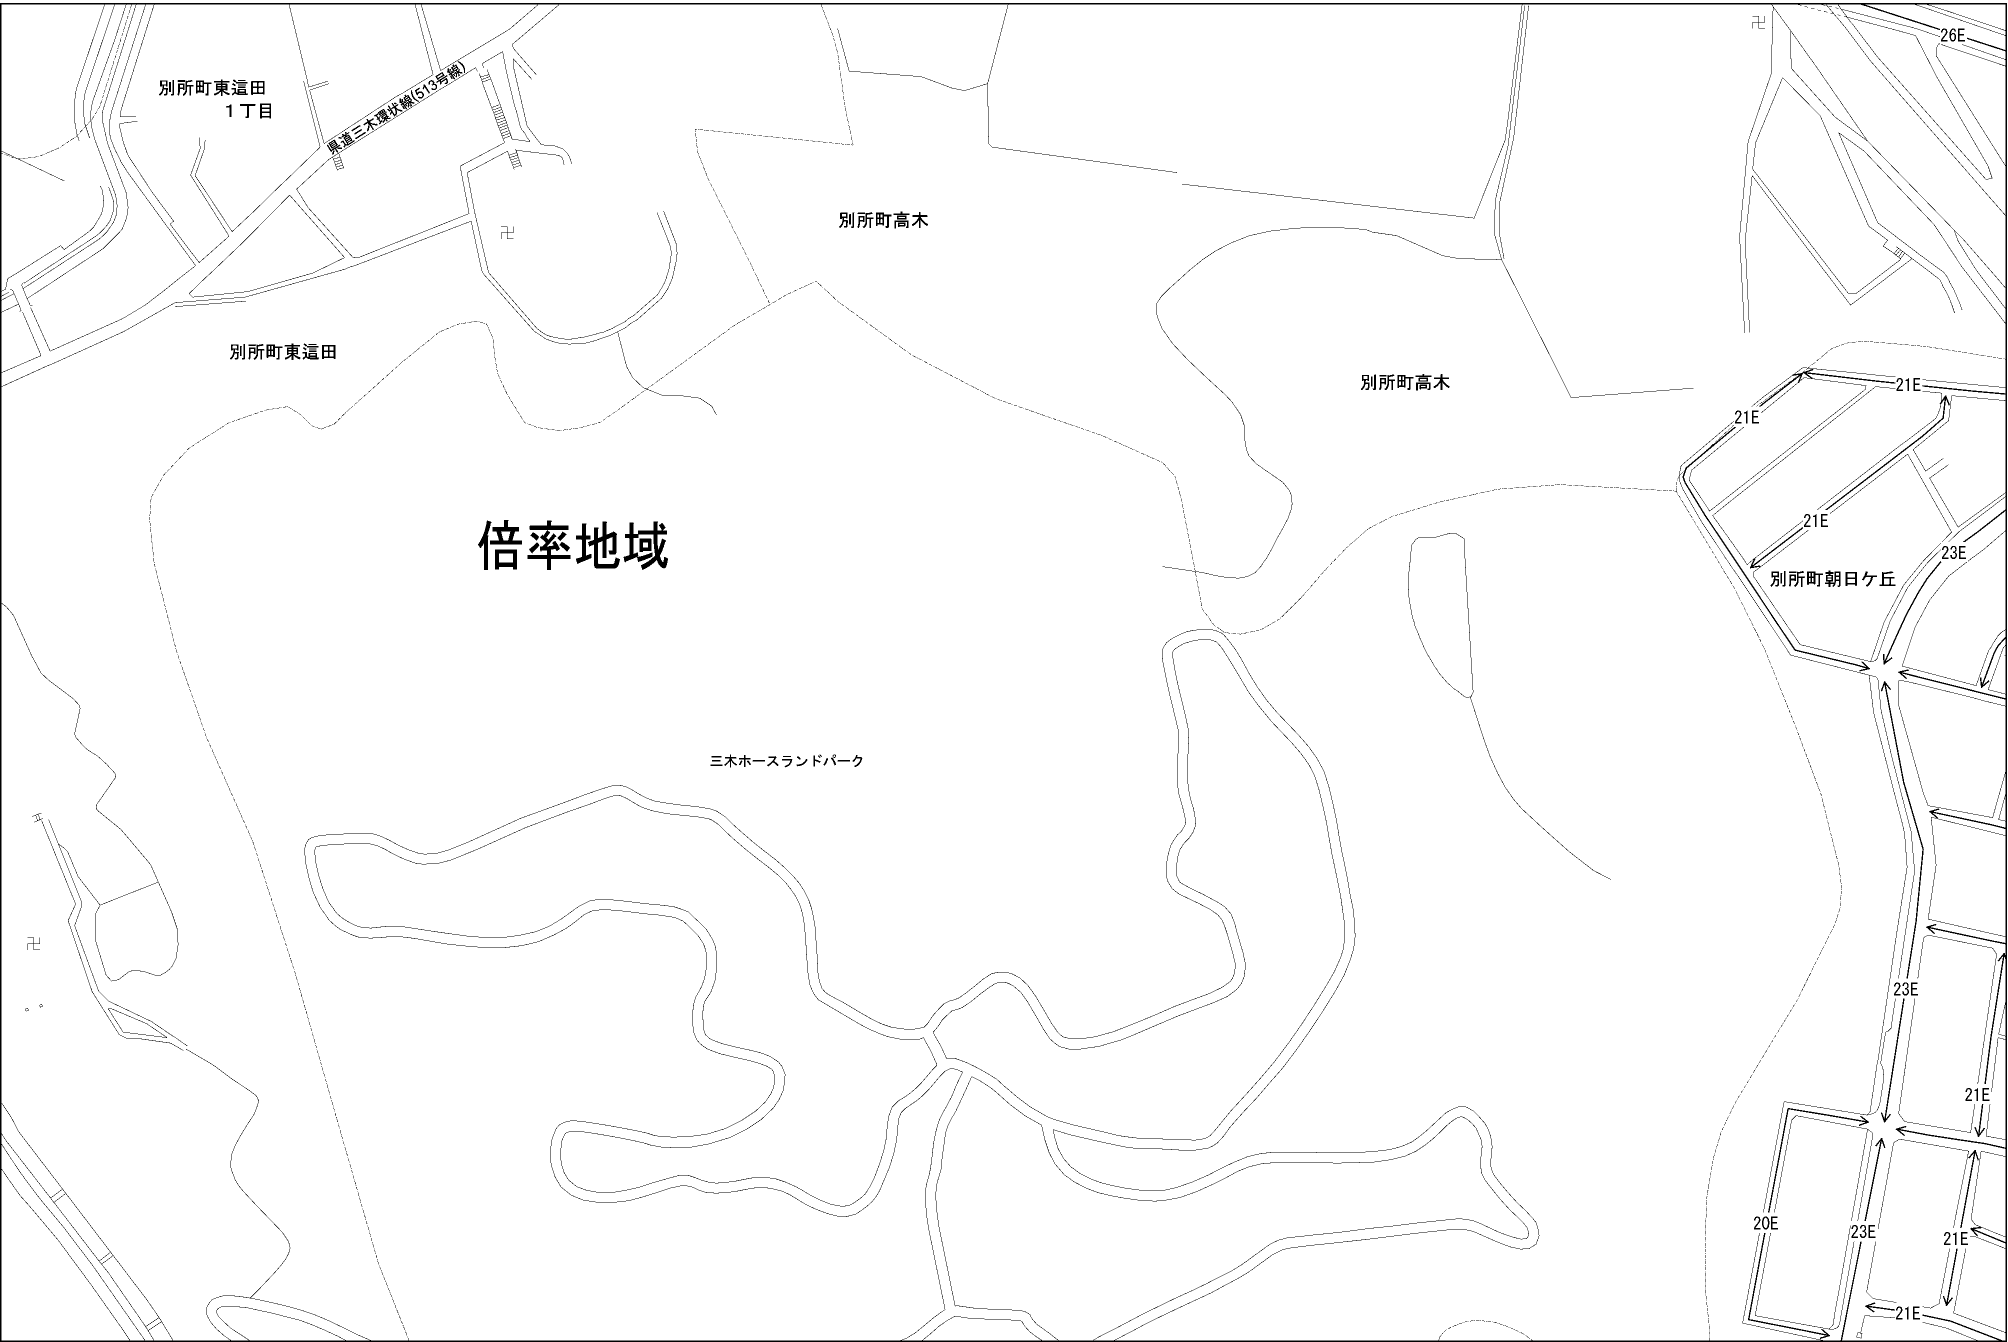 26E
別所町東這田
１丁目
県道三木環状線(513号線)
別所町高木
別所町東這田
別所町高木
21E
21E
倍率地域
21E
23E
別所町朝日ケ丘
三木ホースランドパーク
23E
21E
20E
23E
21E
21E